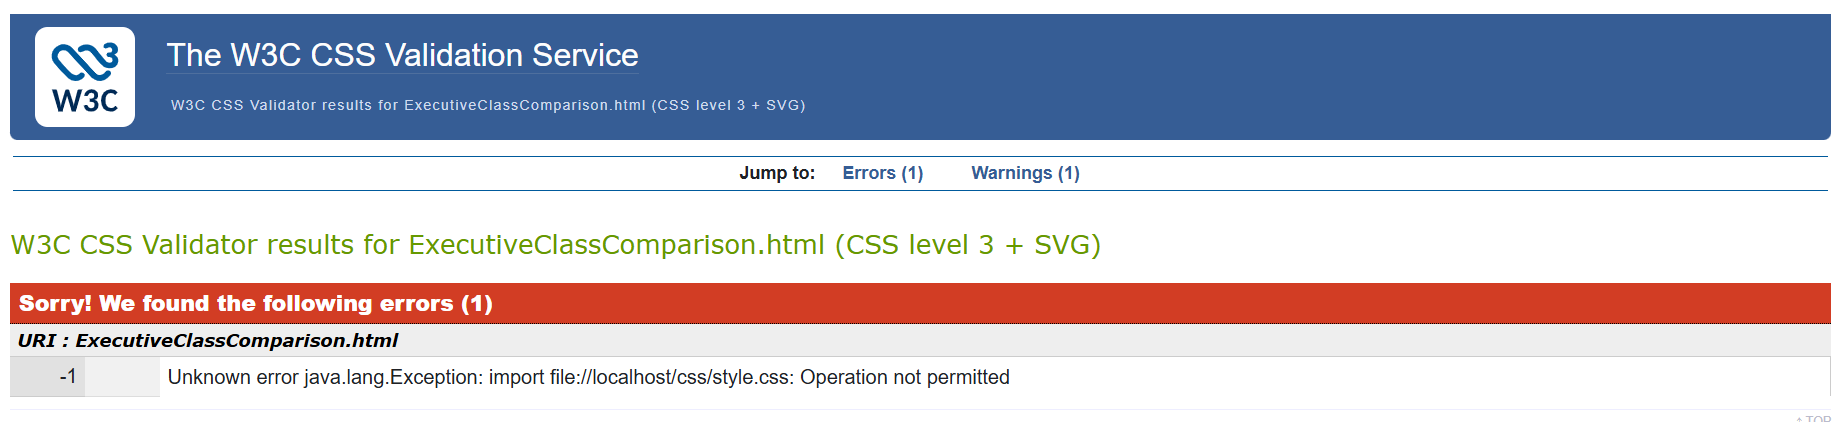 The W3C CSS Validation Service
W3C
W3C CSS Validator results for ExecutiveClassComparison.html (CSS level 3 + SVG)
Jump to: Errors (1) Warnings (1)
W3C CSS Validator results for ExecutiveClassComparison.html (CSS level 3 + SVG)
Sorry! We found the following errors (1)
URI : ExecutiveClassComparison.html
-1 Unknown error java.lang.Exception: import file://localhost/css/style.css: Operation not permitted
↑ TOP